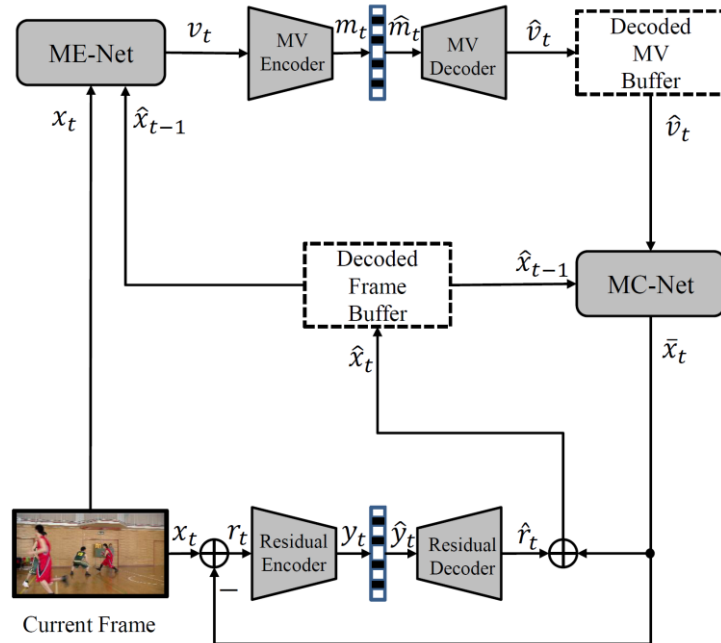 ME-Net
v_t
MV
Encoder
m_t
m̂_t
MV
Decoder
v̂_t
Decoded
MV
Buffer
x_t
x̂_{t-1}
v̂_t
Decoded
Frame
Buffer
x̂_{t-1}
MC-Net
x̂_t
x̄_t
x_t
r_t
Residual
Encoder
y_t
ŷ_t
Residual
Decoder
r̂_t
−
Current Frame